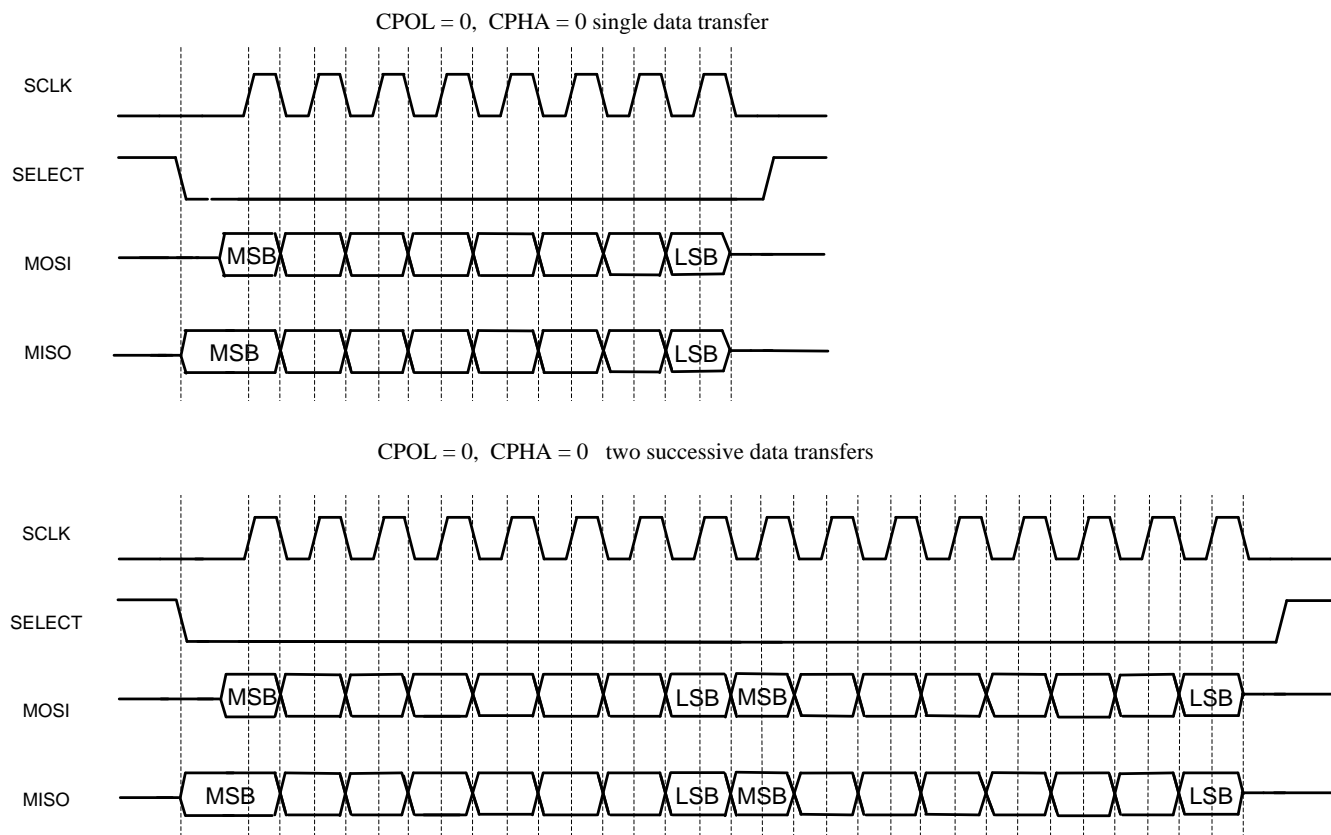 CPOL = 0, CPHA = 0 single data transfer
SCLK
SELECT
MOSI
MSB
LSB
MISO
MSB
LSB
CPOL = 0, CPHA = 0 two successive data transfers
SCLK
SELECT
MOSI
MSB
LSB
MSB
LSB
MISO
MSB
LSB
MSB
LSB